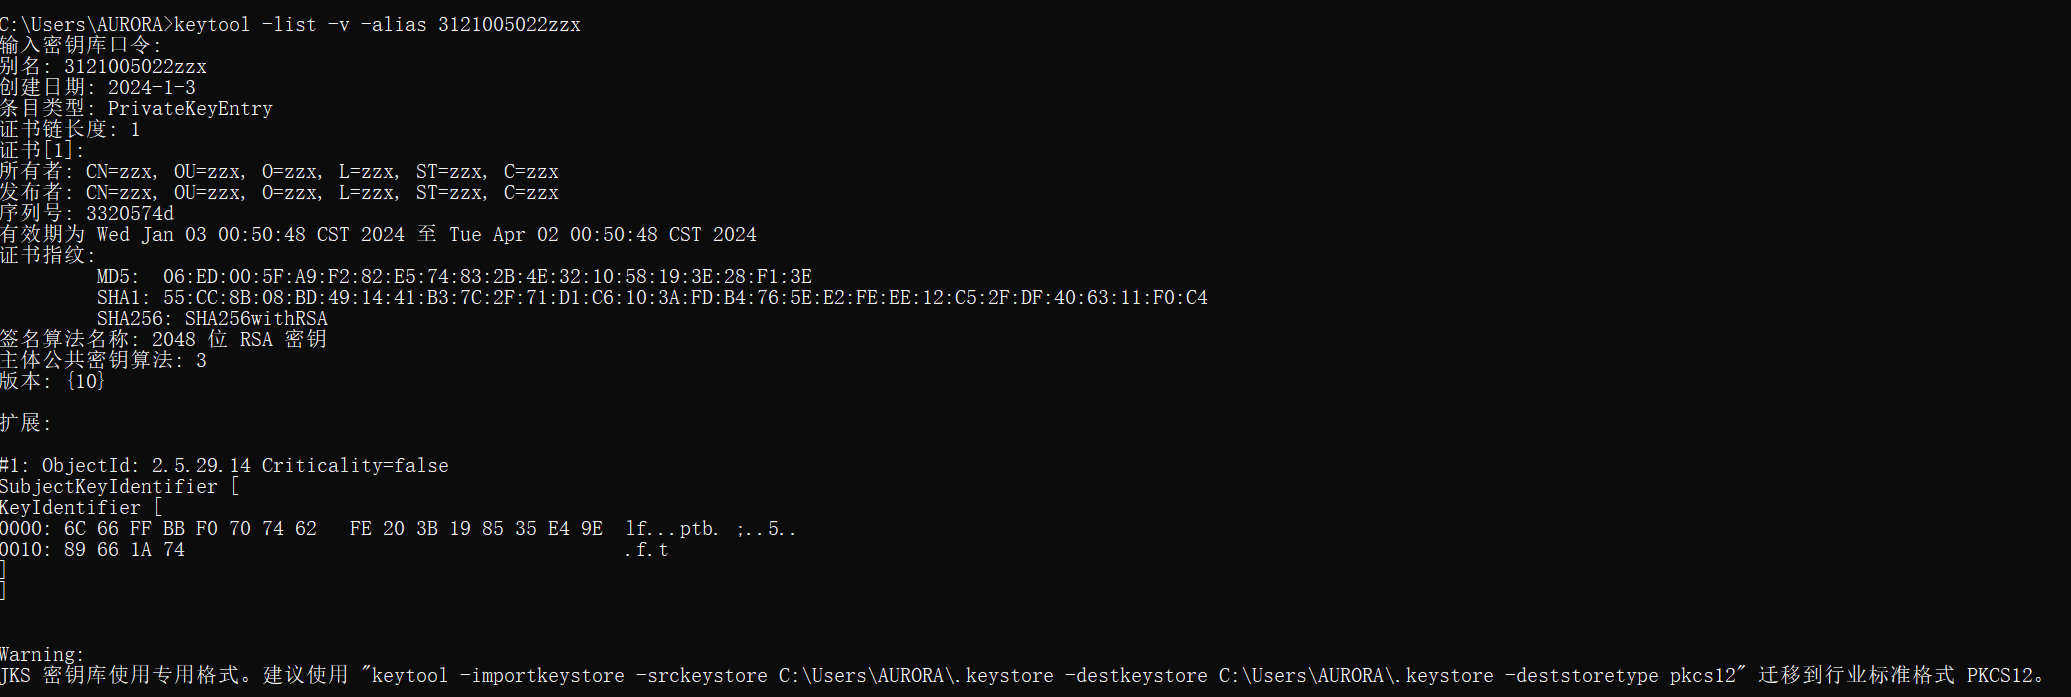 C:\Users\AURORA>keytool -list -v -alias 3121005022zzx
输入密钥库口令:
别名: 3121005022zzx
创建日期: 2024-1-3
条目类型: PrivateKeyEntry
证书链长度: 1
证书[1]:
所有者: CN=zzx, OU=zzx, O=zzx, L=zzx, ST=zzx, C=zzx
发布者: CN=zzx, OU=zzx, O=zzx, L=zzx, ST=zzx, C=zzx
序列号: 3320574d
有效期为 Wed Jan 03 00:50:48 CST 2024 至 Tue Apr 02 00:50:48 CST 2024
证书指纹:
MD5: 06:ED:00:5F:A9:F2:82:E5:74:83:2B:4E:32:10:58:19:3E:28:F1:3E
SHA1: 55:CC:8B:08:BD:49:14:41:B3:7C:2F:71:D1:C6:10:3A:FD:B4:76:5E:E2:FE:EE:12:C5:2F:DF:40:63:11:F0:C4
SHA256: SHA256withRSA
签名算法名称: 2048 位 RSA 密钥
主体公共密钥算法: 3
版本: {10}
扩展:
#1: ObjectId: 2.5.29.14 Criticality=false
SubjectKeyIdentifier [
KeyIdentifier [
0000: 6C 66 FF BB F0 70 74 62 FE 20 3B 19 85 35 E4 9E lf...ptb. ;..5..
0010: 89 66 1A 74 .f.t
]
]
Warning:
JKS 密钥库使用专用格式。建议使用 "keytool -importkeystore -srckeystore C:\Users\AURORA\.keystore -destkeystore C:\Users\AURORA\.keystore -deststoretype pkcs12" 迁移到行业标准格式 PKCS12。